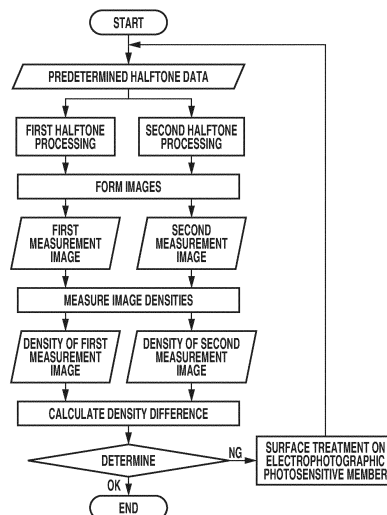 START
PREDETERMINED HALFTONE DATA
FIRST HALFTONE
PROCESSING
SECOND HALFTONE
PROCESSING
FORM IMAGES
FIRST
MEASUREMENT
IMAGE
SECOND
MEASUREMENT
IMAGE
MEASURE IMAGE DENSITIES
DENSITY OF FIRST
MEASUREMENT
IMAGE
DENSITY OF SECOND
MEASUREMENT
IMAGE
CALCULATE DENSITY DIFFERENCE
DETERMINE
NG
SURFACE TREATMENT ON
ELECTROPHOTOGRAPHIC
PHOTOSENSITIVE MEMBER
OK
END